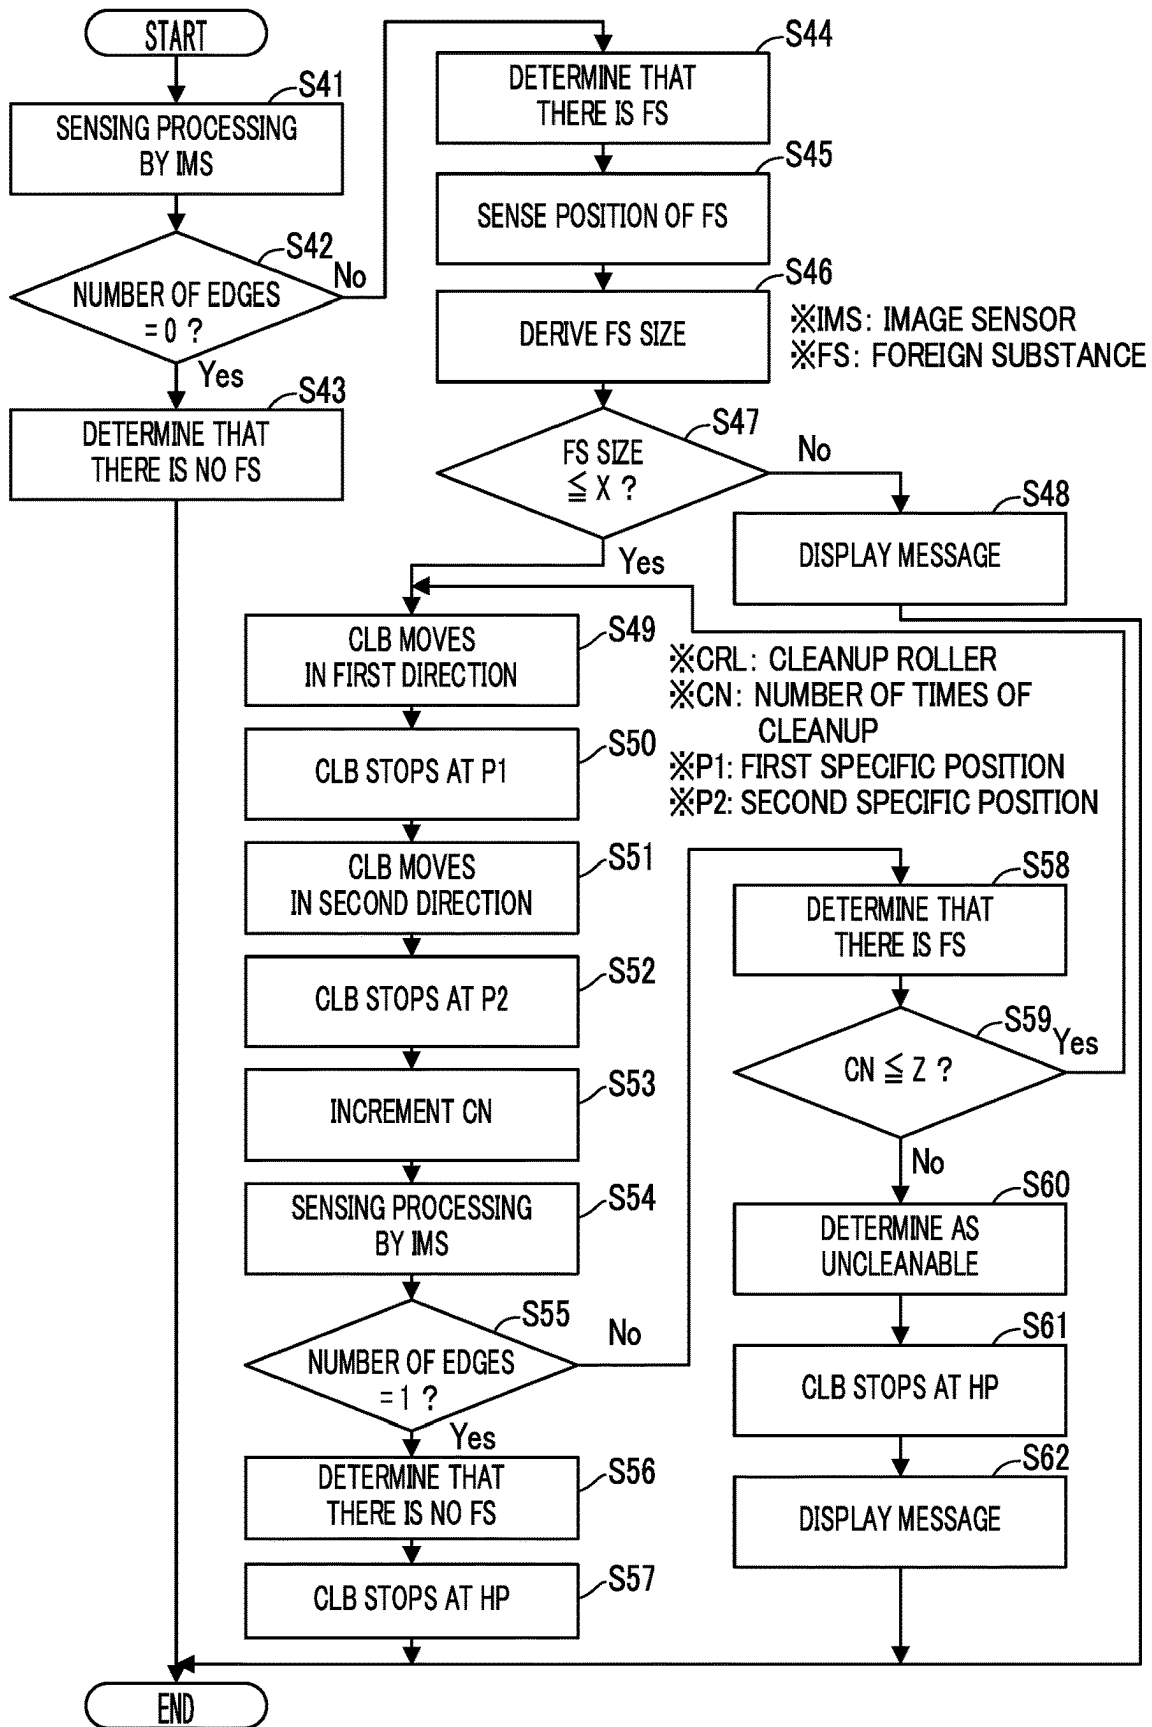 START
S41
SENSING PROCESSING
BY IMS
S42
NUMBER OF EDGES
= 0 ?
No
Yes
S43
DETERMINE THAT
THERE IS NO FS
S44
DETERMINE THAT
THERE IS FS
S45
SENSE POSITION OF FS
S46
DERIVE FS SIZE
※IMS: IMAGE SENSOR
※FS: FOREIGN SUBSTANCE
S47
FS SIZE
≦ X ?
No
Yes
S48
DISPLAY MESSAGE
S49
CLB MOVES
IN FIRST DIRECTION
※CRL: CLEANUP ROLLER
※CN: NUMBER OF TIMES OF
CLEANUP
※P1: FIRST SPECIFIC POSITION
※P2: SECOND SPECIFIC POSITION
S50
CLB STOPS AT P1
S51
CLB MOVES
IN SECOND DIRECTION
S52
CLB STOPS AT P2
S53
INCREMENT CN
S54
SENSING PROCESSING
BY IMS
S55
NUMBER OF EDGES
=1 ?
No
Yes
S56
DETERMINE THAT
THERE IS NO FS
S57
CLB STOPS AT HP
S58
DETERMINE THAT
THERE IS FS
S59
CN ≦ Z ?
Yes
No
S60
DETERMINE AS
UNCLEANABLE
S61
CLB STOPS AT HP
S62
DISPLAY MESSAGE
END